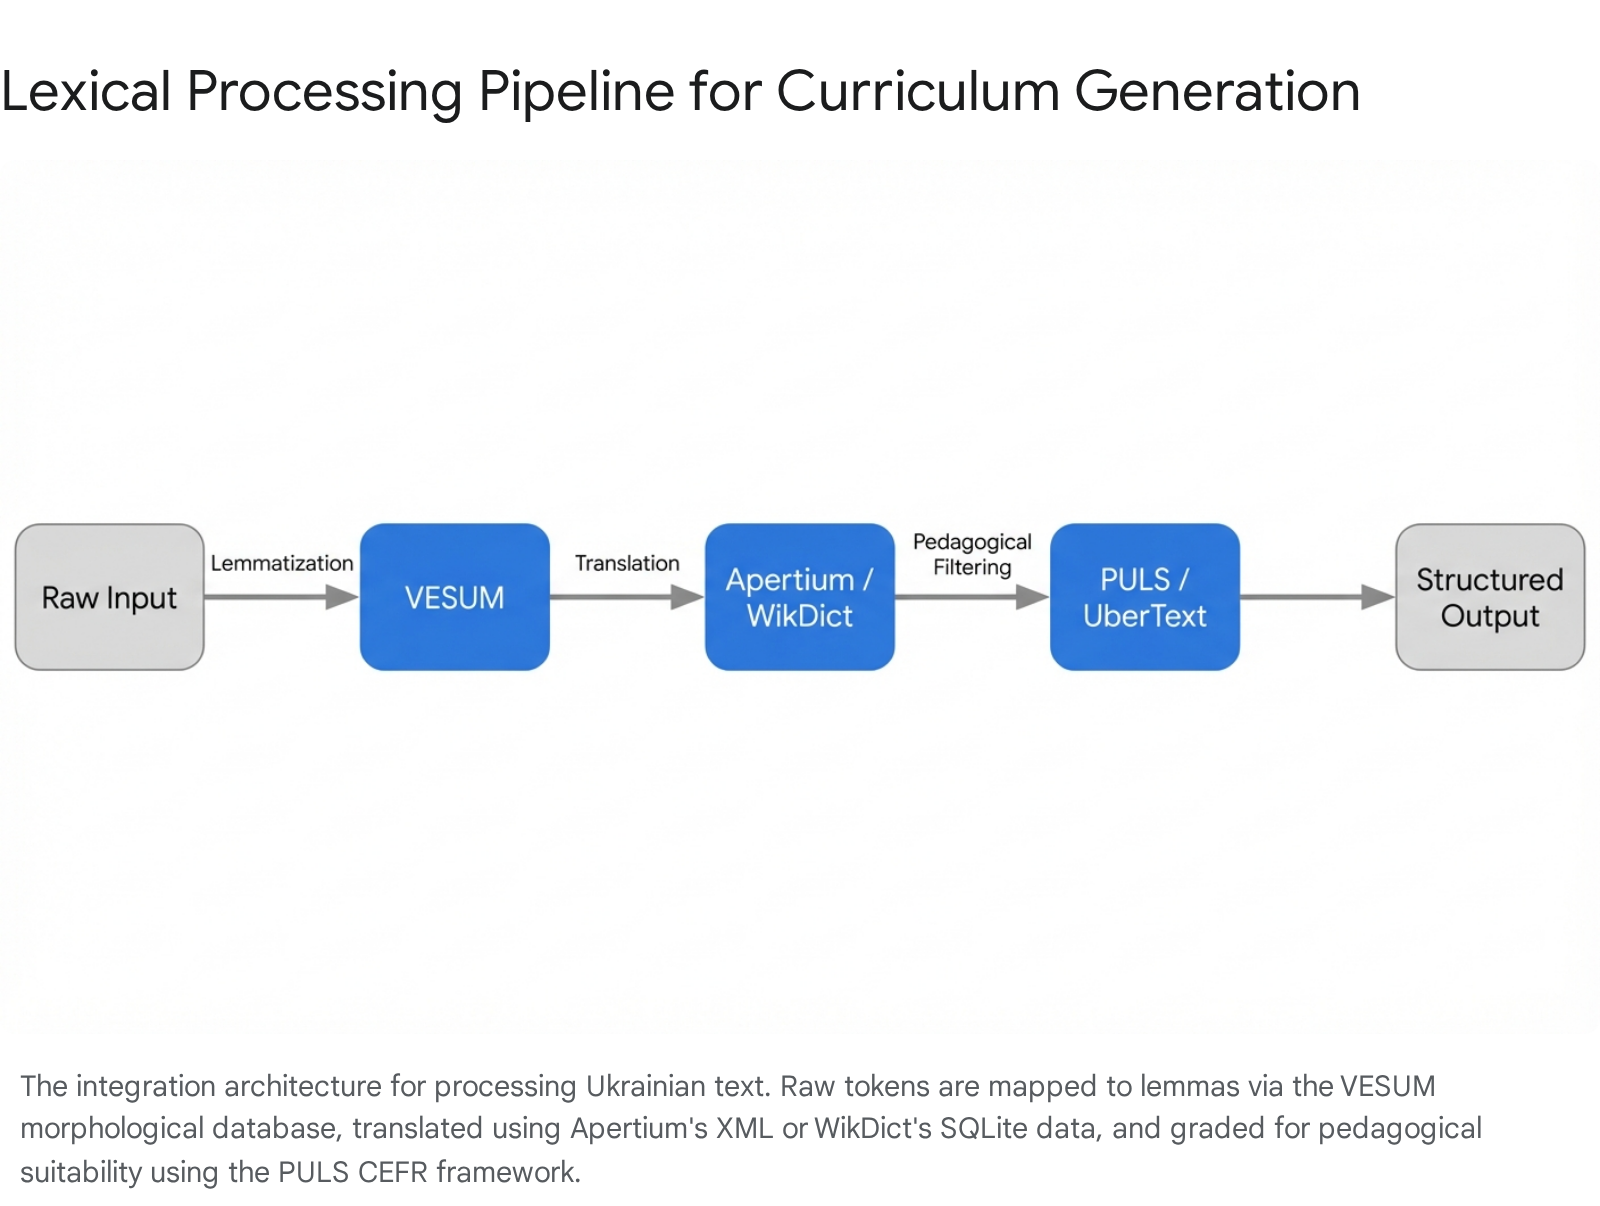 Lexical Processing Pipeline for Curriculum Generation
Raw Input
Lemmatization
VESUM
Translation
Apertium /
WikDict
Pedagogical
Filtering
PULS /
UberText
Structured
Output
The integration architecture for processing Ukrainian text. Raw tokens are mapped to lemmas via the VESUM
morphological database, translated using Apertium's XML or WikDict's SQLite data, and graded for pedagogical
suitability using the PULS CEFR framework.